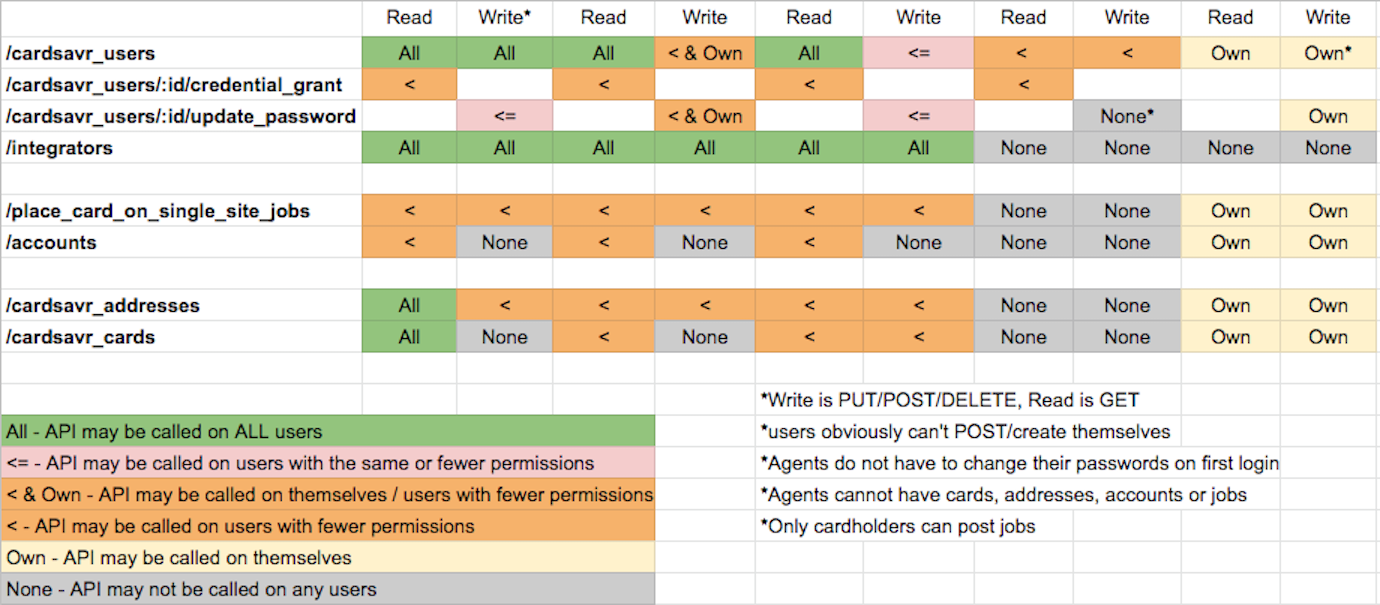 Read Write* Read Write Read Write Read Write Read Write
/cardsavr_users All All All < & Own All <= < < Own Own*
/cardsavr_users/:id/credential_grant < < < <
/cardsavr_users/:id/update_password <= < & Own <= None* Own
/integrators All All All All All All None None None None
/place_card_on_single_site_jobs < < < < < < None None Own Own
/accounts < None < None < None None None Own Own
/cardsavr_addresses All < < < < < None None Own Own
/cardsavr_cards All None < None < < None None Own Own
*Write is PUT/POST/DELETE, Read is GET
All - API may be called on ALL users *users obviously can't POST/create themselves
<= - API may be called on users with the same or fewer permissions *Agents do not have to change their passwords on first login
< & Own - API may be called on themselves / users with fewer permissions *Agents cannot have cards, addresses, accounts or jobs
< - API may be called on users with fewer permissions *Only cardholders can post jobs
Own - API may be called on themselves
None - API may not be called on any users